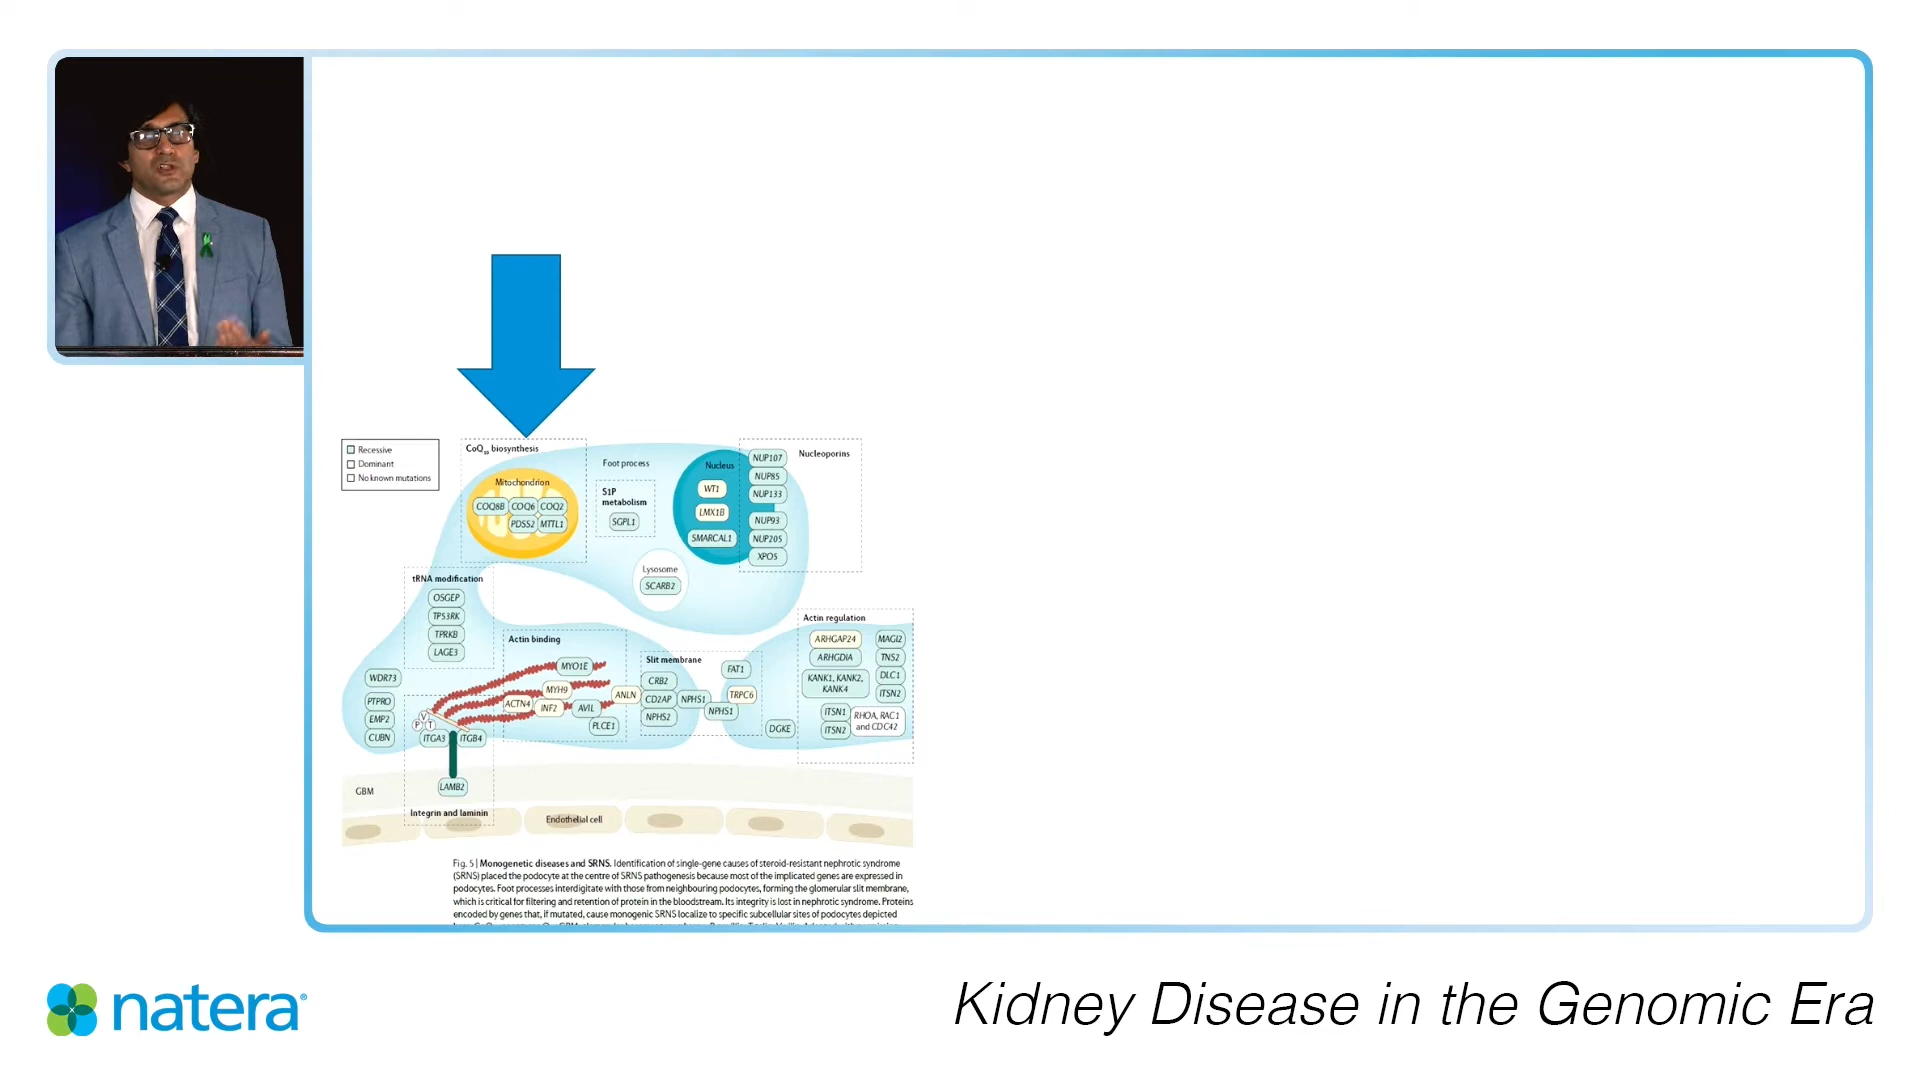 Recessive
Dominant
No known mutations
CoQ10 biosynthesis
Mitochondrion
COQ8B COQ6 COQ2
PDSS2 MTTL1
Foot process
S1P
metabolism
SGPL1
Nucleus
WT1
LMX1B
SMARCAL1
NUP107
NUP85
NUP133
NUP93
NUP205
XPO5
Nucleoporins
Lysosome
SCARB2
tRNA modification
OSGEP
TP53RK
TPRKB
LAGE3
WDR73
PTPRO
EMP2
CUBN
Actin binding
MYO1E
MYH9
ACTN4 INF2 AVIL
PLCE1
ANLN
Slit membrane
CRB2
CD2AP NPHS1
NPHS2
NPHS1
FAT1
TRPC6
DGKE
Actin regulation
ARHGAP24
ARHGDIA
KANK1, KANK2,
KANK4
ITSN1
ITSN2
MAGI2
TNS2
DLC1
ITSN2
RHOA, RAC1
and CDC42
V
P T
ITGA3 ITGB4
LAMB2
GBM
Integrin and laminin
Endothelial cell
Fig. 5 | Monogenetic diseases and SRNS. Identification of single-gene causes of steroid-resistant nephrotic syndrome
(SRNS) placed the podocyte at the centre of SRNS pathogenesis because most of the implicated genes are expressed in
podocytes. Foot processes interdigitate with those from neighbouring podocytes, forming the glomerular slit membrane,
which is critical for filtering and retention of protein in the bloodstream. Its integrity is lost in nephrotic syndrome. Proteins
encoded by genes that, if mutated, cause monogenic SRNS localize to specific subcellular sites of podocytes depicted
natera®
Kidney Disease in the Genomic Era